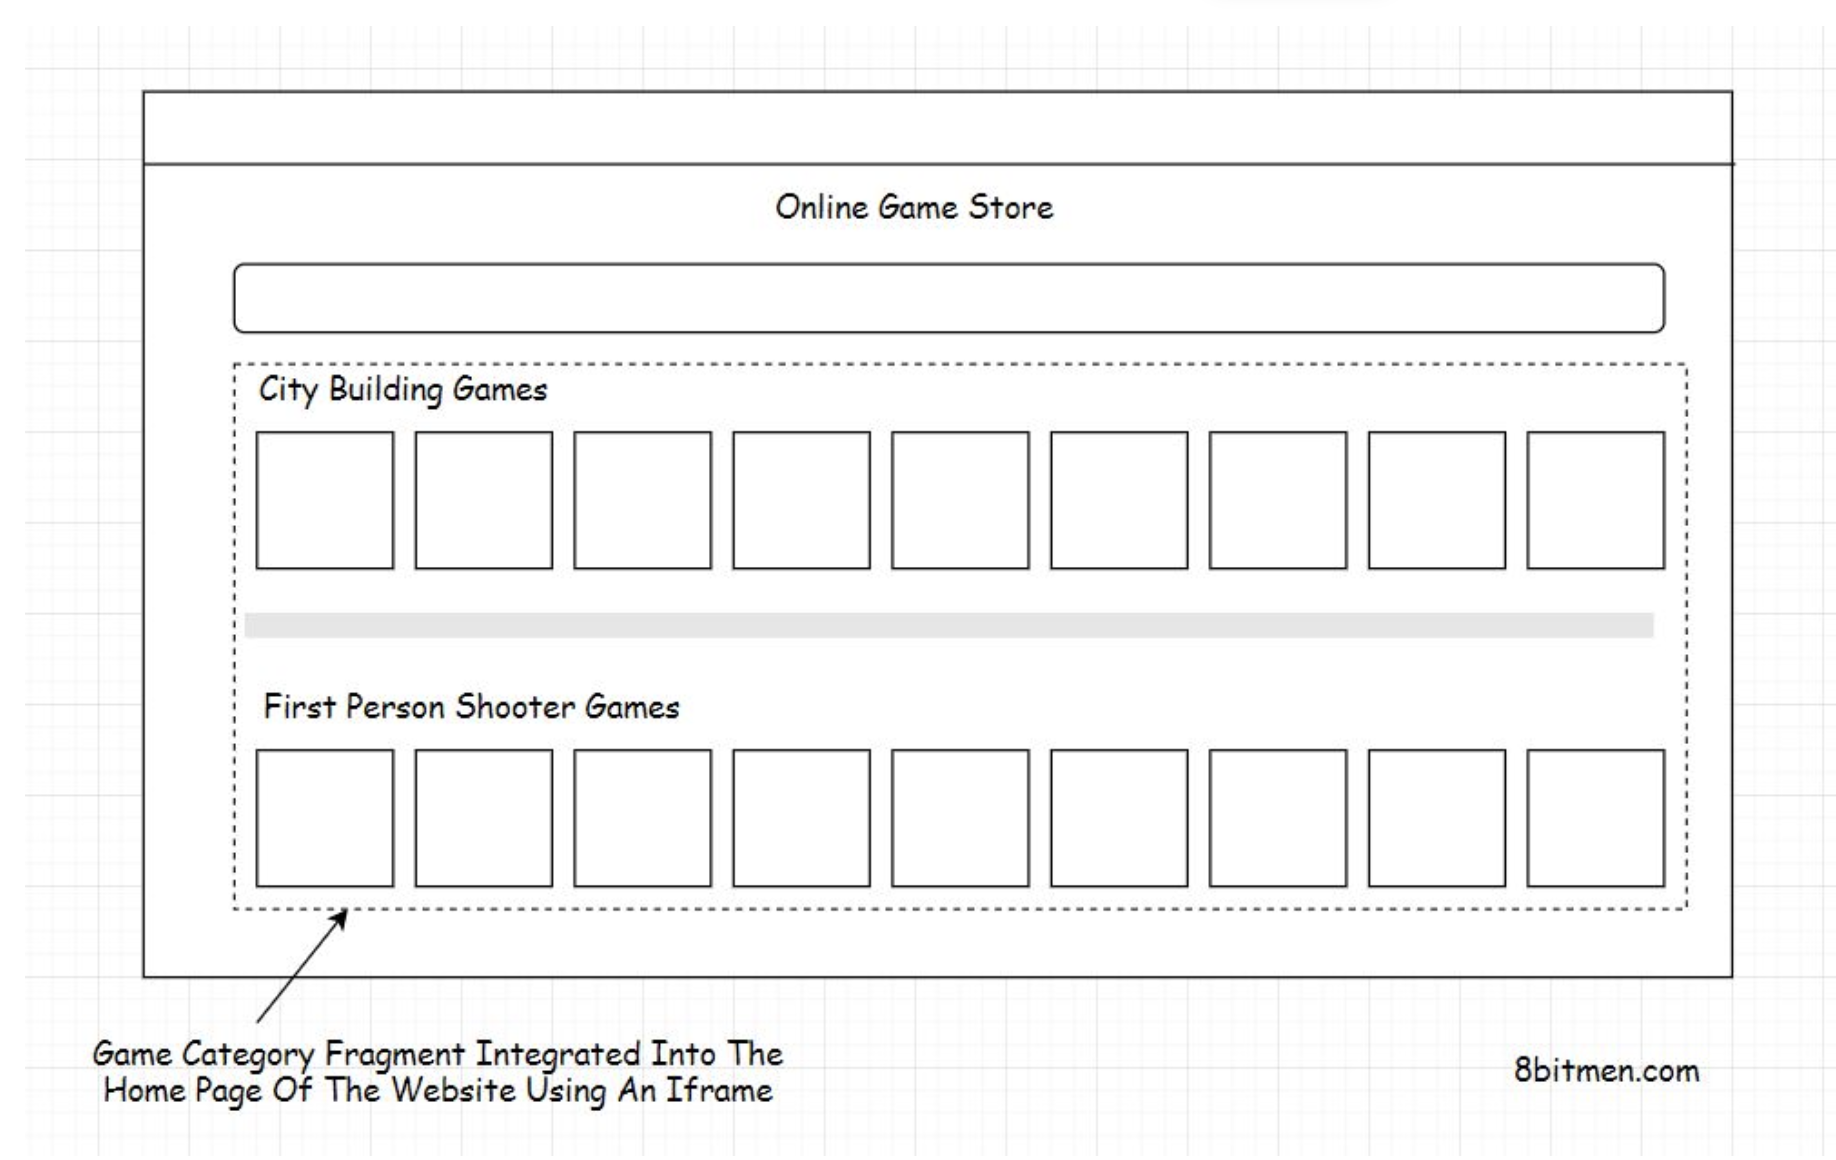 Online Game Store
City Building Games
First Person Shooter Games
Game Category Fragment Integrated Into The
Home Page Of The Website Using An Iframe
8bitmen.com